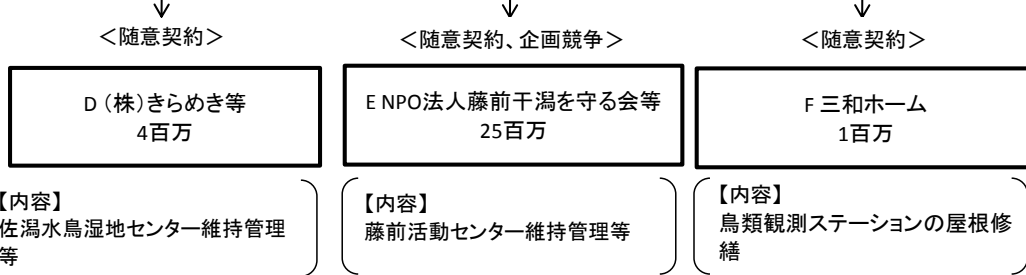 ＜随意契約＞
D （株）きらめき等
4百万
【内容】
佐潟水鳥湿地センター維持管理
等
＜随意契約、企画競争＞
E NPO法人藤前干潟を守る会等
25百万
【内容】
藤前活動センター維持管理等
＜随意契約＞
F 三和ホーム
1百万
【内容】
鳥類観測ステーションの屋根修
繕